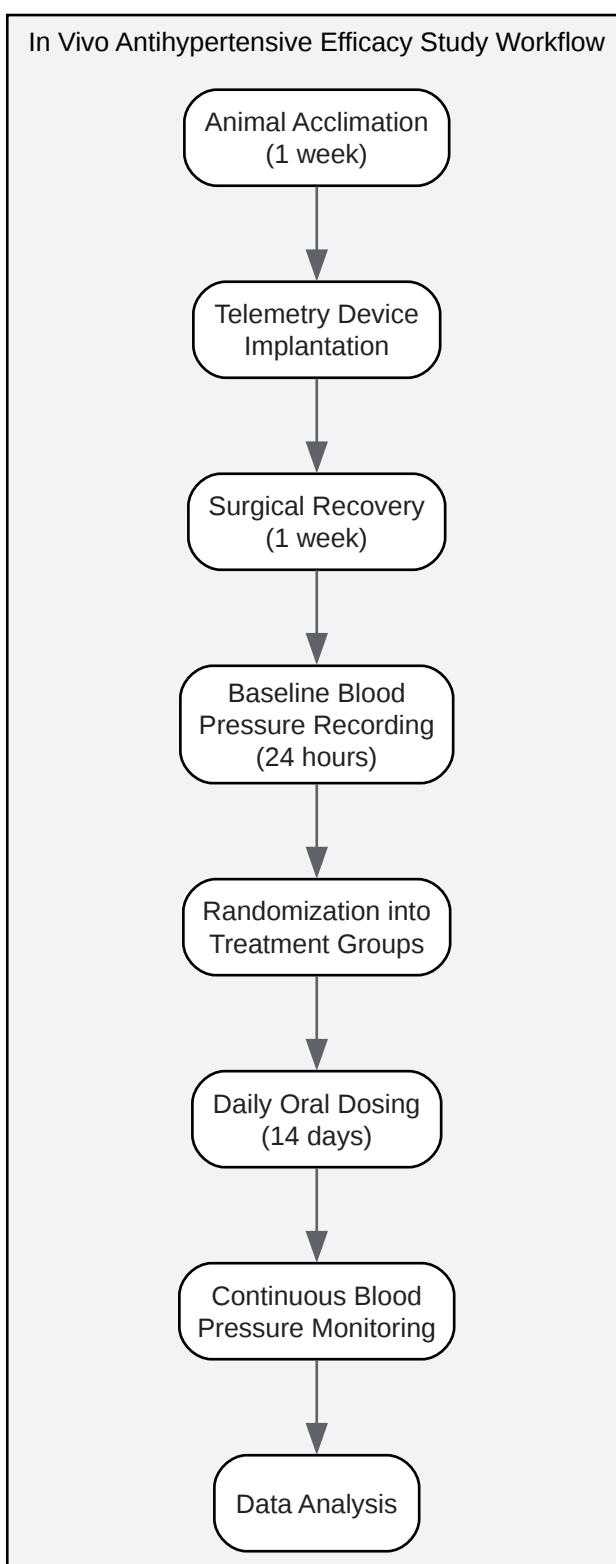 In Vivo Antihypertensive Efficacy Study Workflow
Animal Acclimation
(1 week)
Telemetry Device
Implantation
Surgical Recovery
(1 week)
Baseline Blood
Pressure Recording
(24 hours)
Randomization into
Treatment Groups
Daily Oral Dosing
(14 days)
Continuous Blood
Pressure Monitoring
Data Analysis